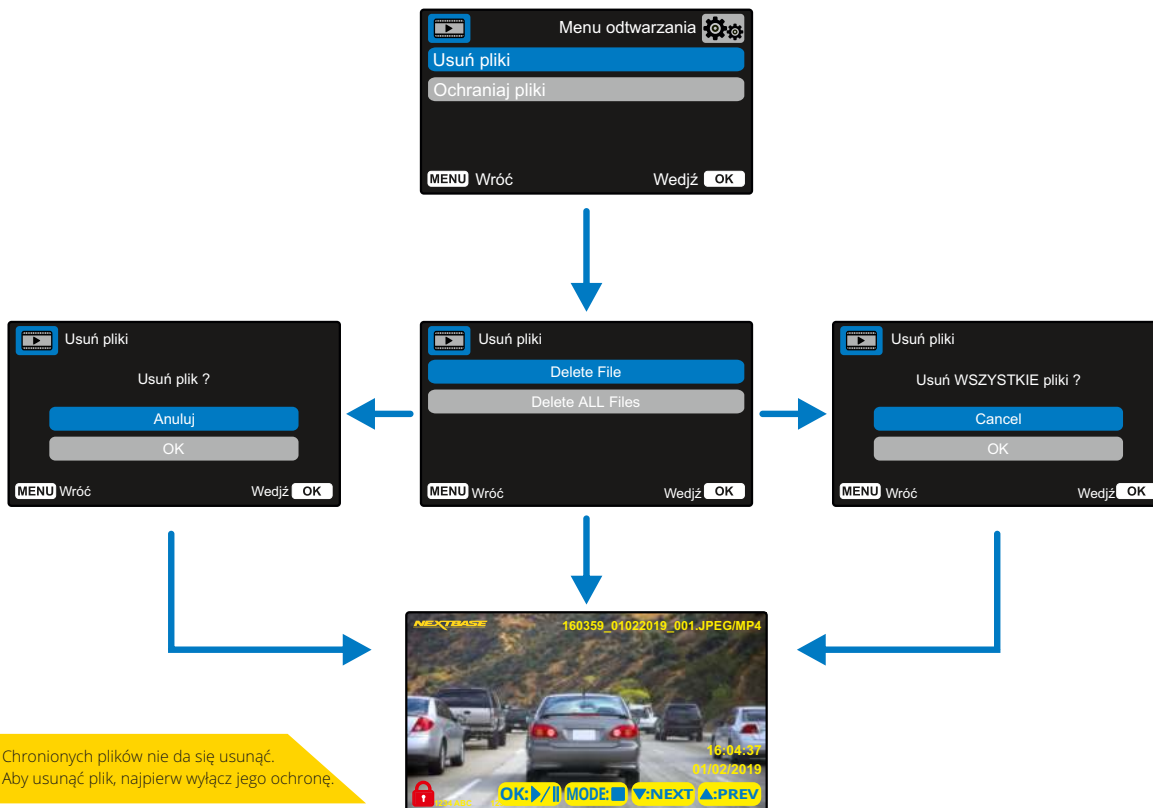 Menu odtwarzania
Usuń pliki
Ochraniaj pliki
MENU Wróć
Wedjź OK
Usuń pliki
Usuń plik ?
Anuluj
OK
MENU Wróć
Wedjź OK
Usuń pliki
Delete File
Delete ALL Files
MENU Wróć
Wedjź OK
Usuń pliki
Usuń WSZYSTKIE pliki ?
Cancel
OK
MENU Wróć
Wedjź OK
NEXTBASE
160359_01022019_001.JPEG/MP4
16:04:37
01/02/2019
OK: MODE: ▼:NEXT ▲:PREV
Chronionych plików nie da się usunąć.
Aby usunąć plik, najpierw wyłącz jego ochronę.